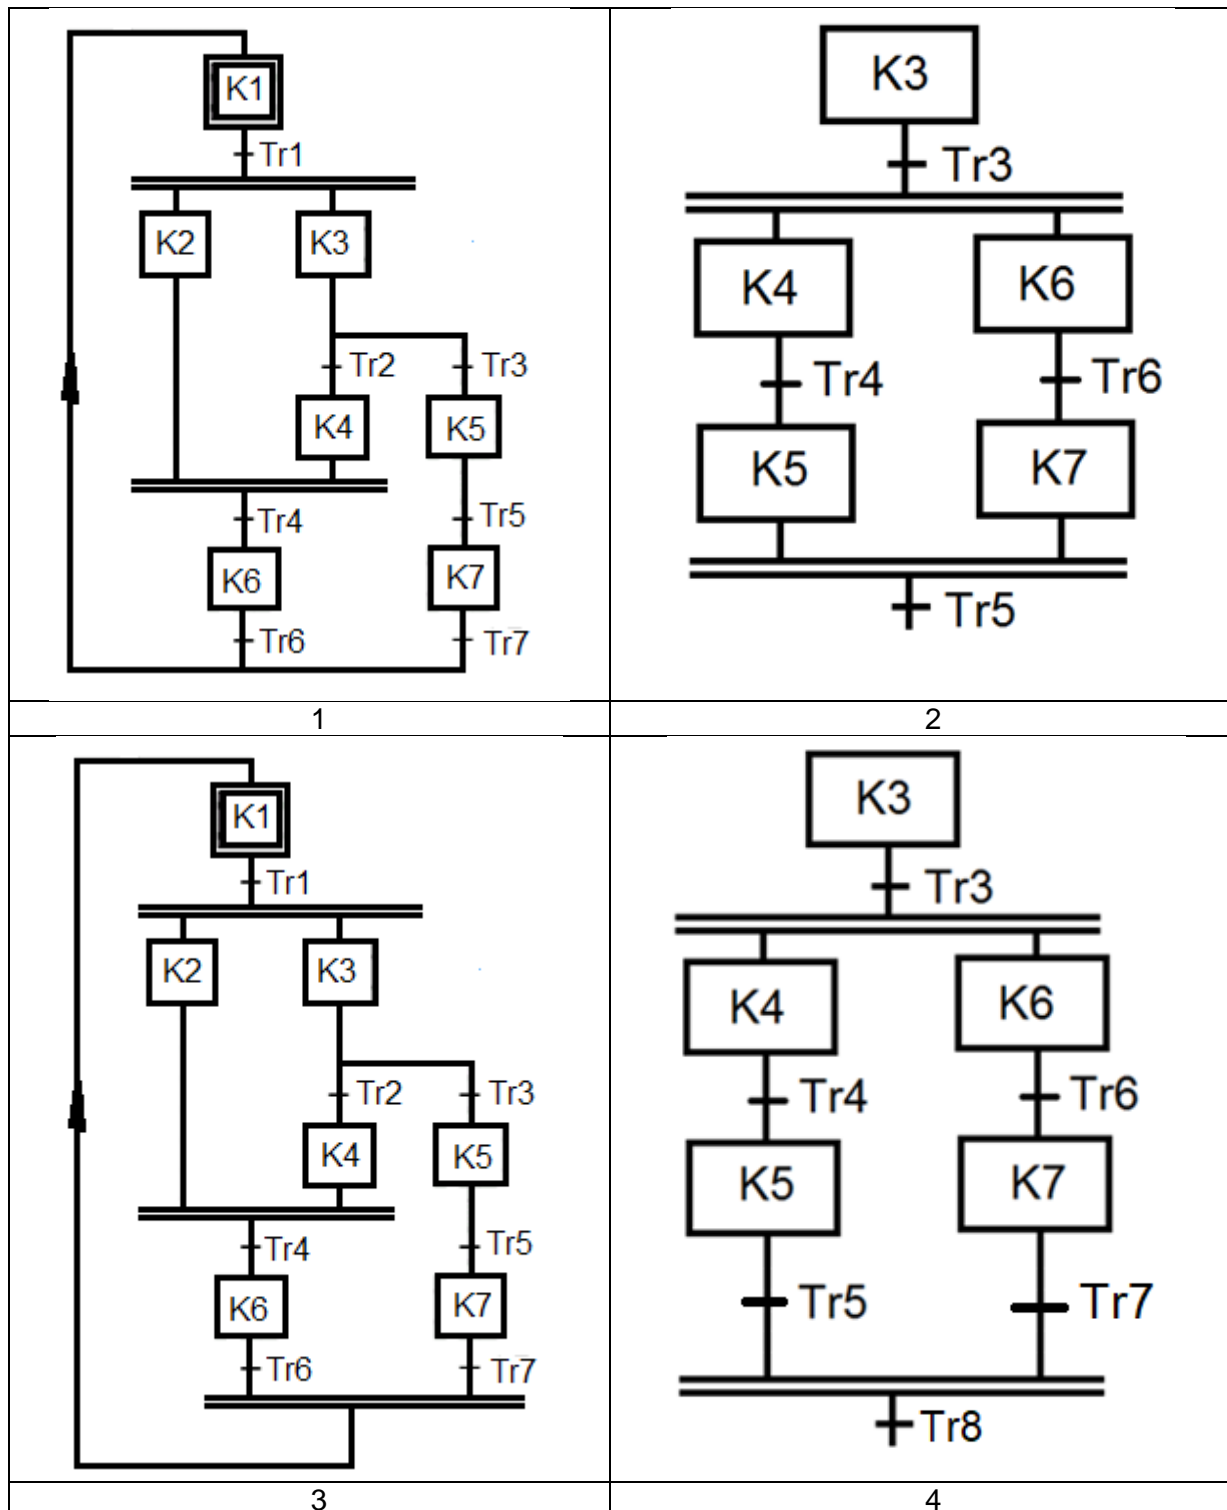 K1
Tr1
K2 K3
Tr2 Tr3
K4 K5
Tr4 Tr5
K6 K7
Tr6 Tr7
1
K3
Tr3
K4 K6
Tr4 Tr6
K5 K7
Tr5
2
K1
Tr1
K2 K3
Tr2 Tr3
K4 K5
Tr4 Tr5
K6 K7
Tr6 Tr7
3
K3
Tr3
K4 K6
Tr4 Tr6
K5 K7
Tr5 Tr7
Tr8
4